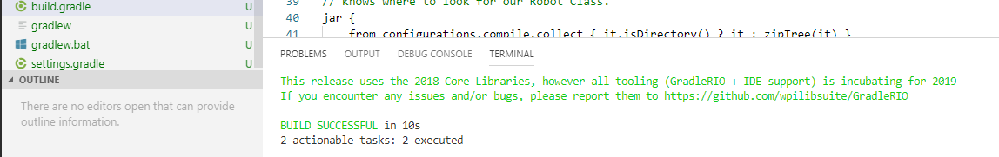 build.gradle U
gradlew U
gradlew.bat U
settings.gradle U
OUTLINE
There are no editors open that can provide
outline information.
39 // knows where to look for our Robot Class.
40 jar {
41 from configurations.compile.collect { it.isDirectory() ? it : zipTree(it) }
PROBLEMS OUTPUT DEBUG CONSOLE TERMINAL
This release uses the 2018 Core Libraries, however all tooling (GradleRIO + IDE support) is incubating for 2019
If you encounter any issues and/or bugs, please report them to https://github.com/wpilibsuite/GradleRIO
BUILD SUCCESSFUL in 10s
2 actionable tasks: 2 executed